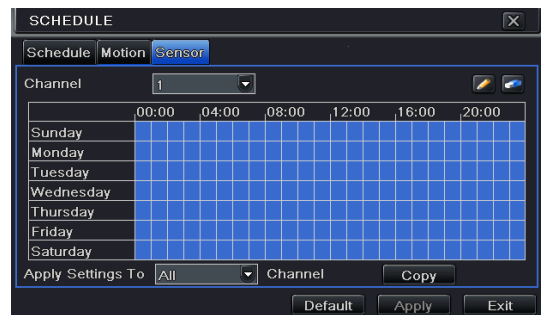 SCHEDULE
Schedule Motion Sensor
Channel 1
00:00 04:00 08:00 12:00 16:00 20:00
Sunday
Monday
Tuesday
Wednesday
Thursday
Friday
Saturday
Apply Settings To All Channel Copy
Default Apply Exit